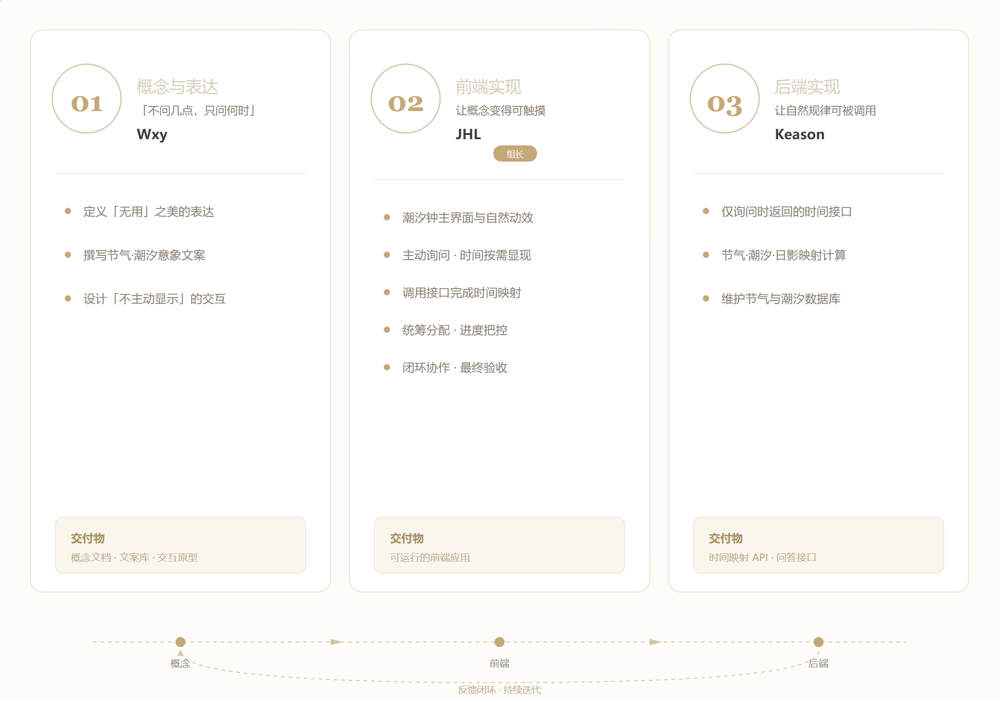 01
概念与表达
「不问几点，只问何时」
Wxy
定义「无用」之美的表达
撰写节气·潮汐意象文案
设计「不主动显示」的交互
交付物
概念文档 · 文案库 · 交互原型
02
前端实现
让概念变得可触摸
JHL
组长
潮汐钟主界面与自然动效
主动询问 · 时间按需显现
调用接口完成时间映射
统筹分配 · 进度把控
闭环协作 · 最终验收
交付物
可运行的前端应用
03
后端实现
让自然规律可被调用
Keason
仅询问时返回的时间接口
节气·潮汐·日影映射计算
维护节气与潮汐数据库
交付物
时间映射 API · 问答接口
概念
前端
后端
反馈闭环 · 持续迭代